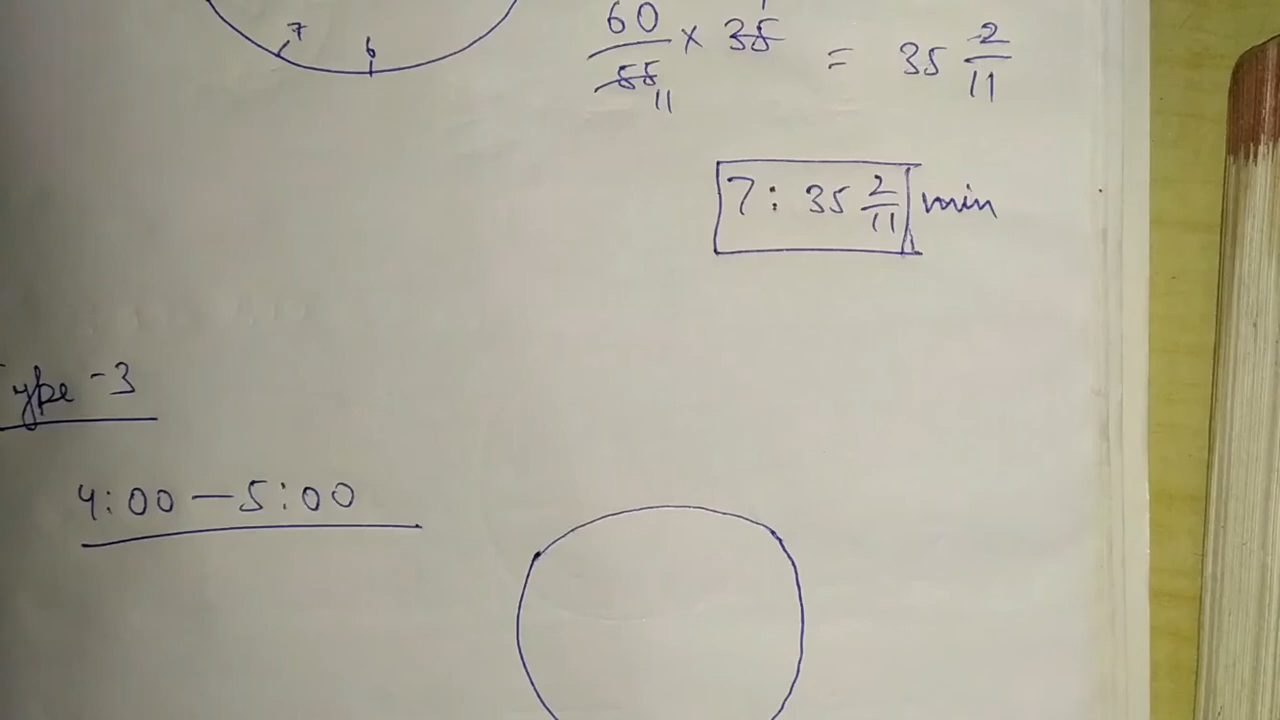 7
6
60/55 × 35 = 35 2/11
11
7 : 35 2/11 min
Type - 3
4:00 — 5:00